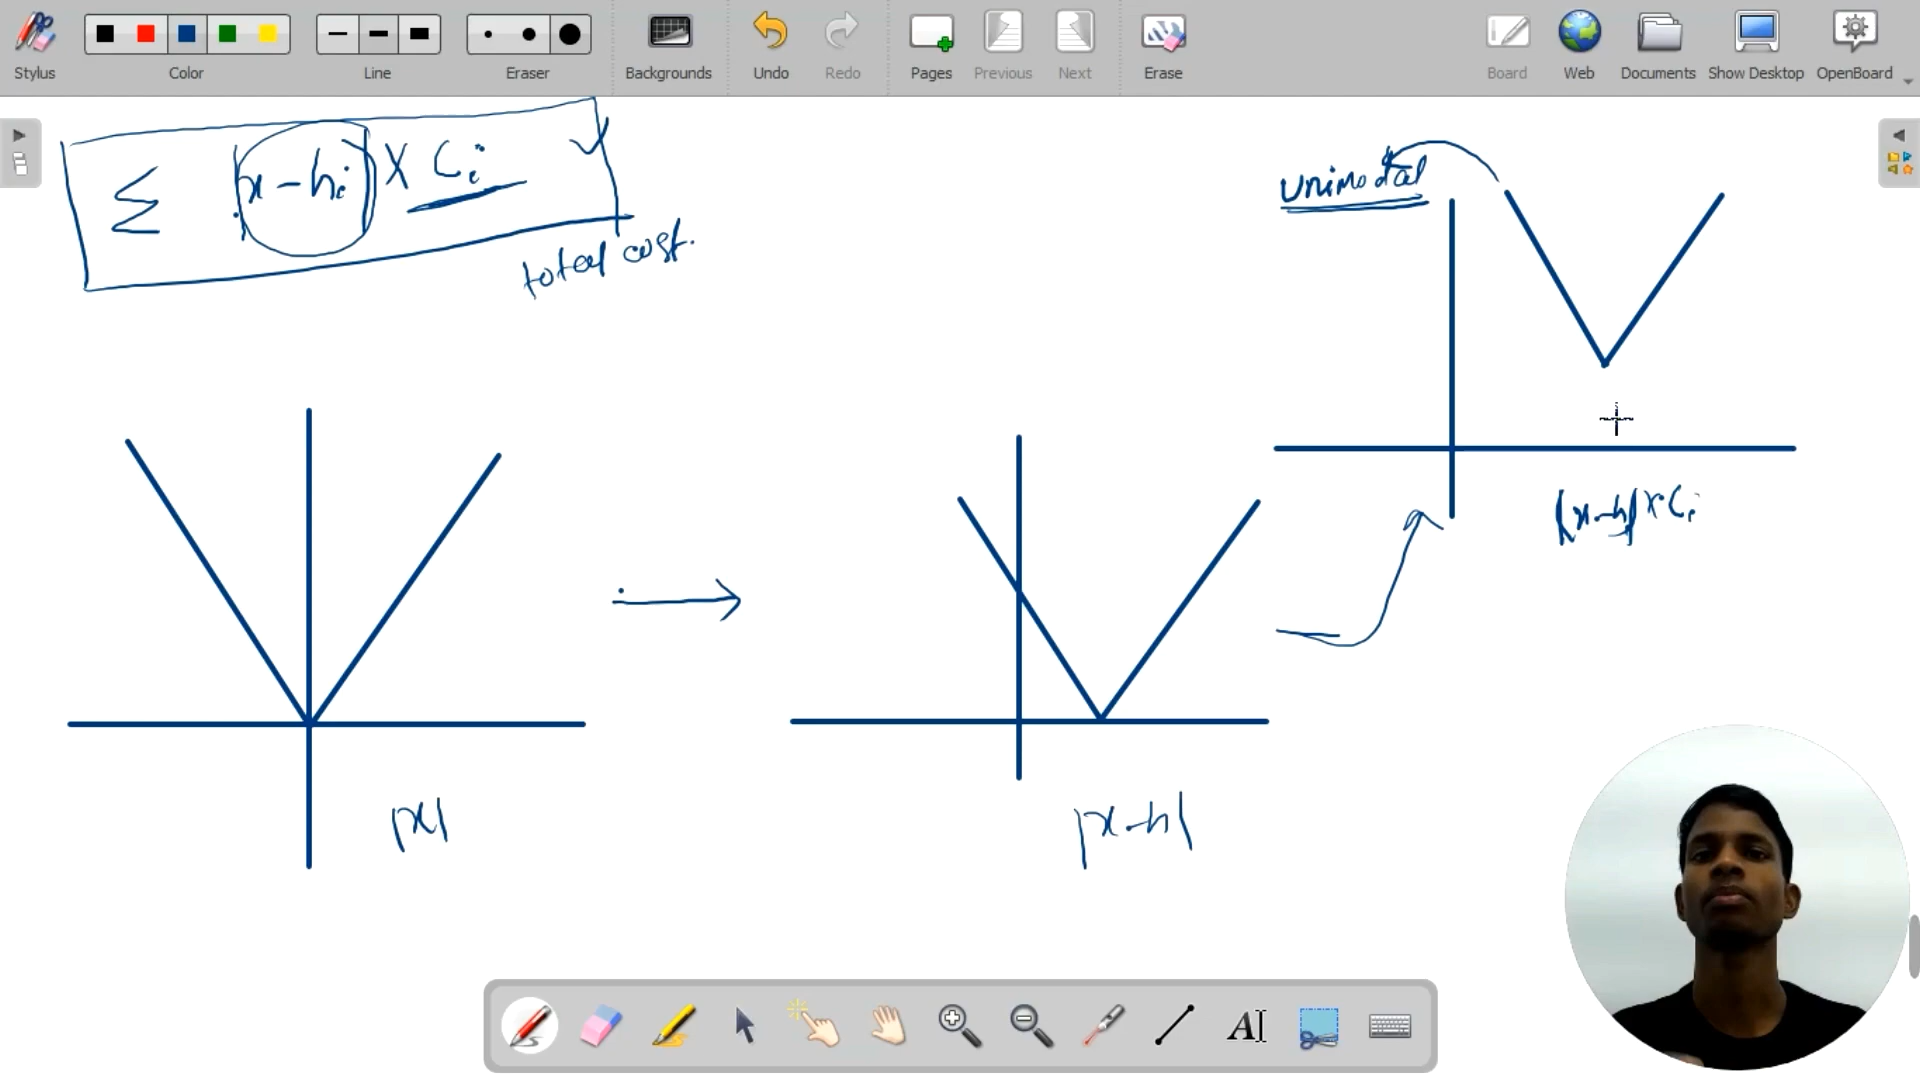 Stylus
Color
Line
Eraser
Backgrounds
Undo
Redo
Pages
Previous
Next
Erase
Board
Web
Documents
Show Desktop
OpenBoard
Σ |x-hi| X Ci
total cost.
Unimodal
|x-h| x Ci
|x|
|x-h|